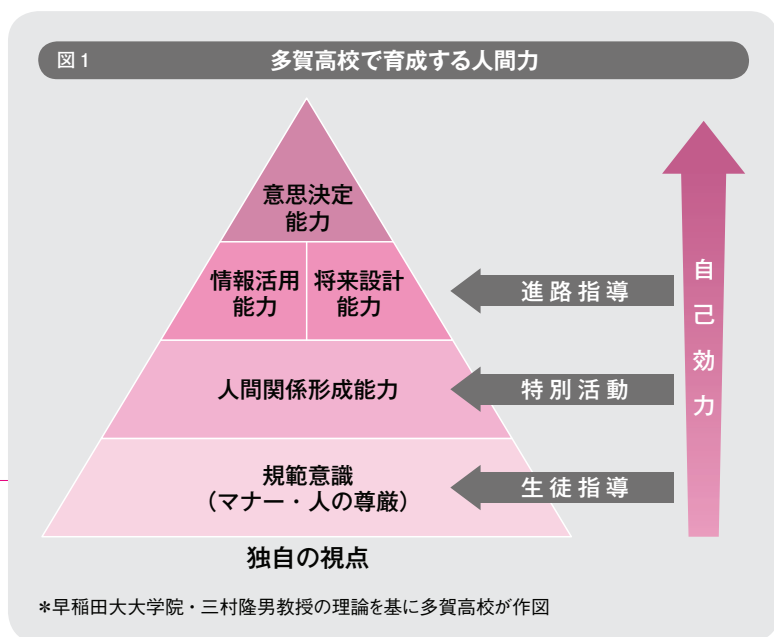 図1
多賀高校で育成する人間力
意思決定
能力
情報活用
能力
将来設計
能力
進路指導
人間関係形成能力
特別活動
規範意識
(マナー・人の尊厳)
生徒指導
自己効力
独自の視点
*早稲田大大学院・三村隆男教授の理論を基に多賀高校が作図